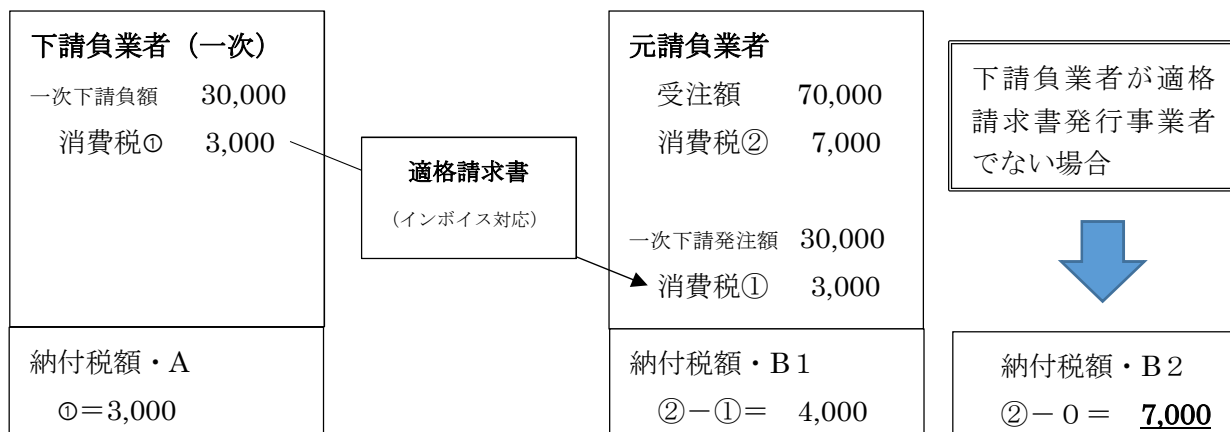 下請負業者（一次）
一次下請負額 30,000
消費税① 3,000
納付税額・A
①＝3,000
適格請求書
（インボイス対応）
元請負業者
受注額 70,000
消費税② 7,000
一次下請発注額 30,000
消費税① 3,000
納付税額・B１
②－①＝ 4,000
下請負業者が適格
請求書発行事業者
でない場合
納付税額・B２
②－０＝ 7,000